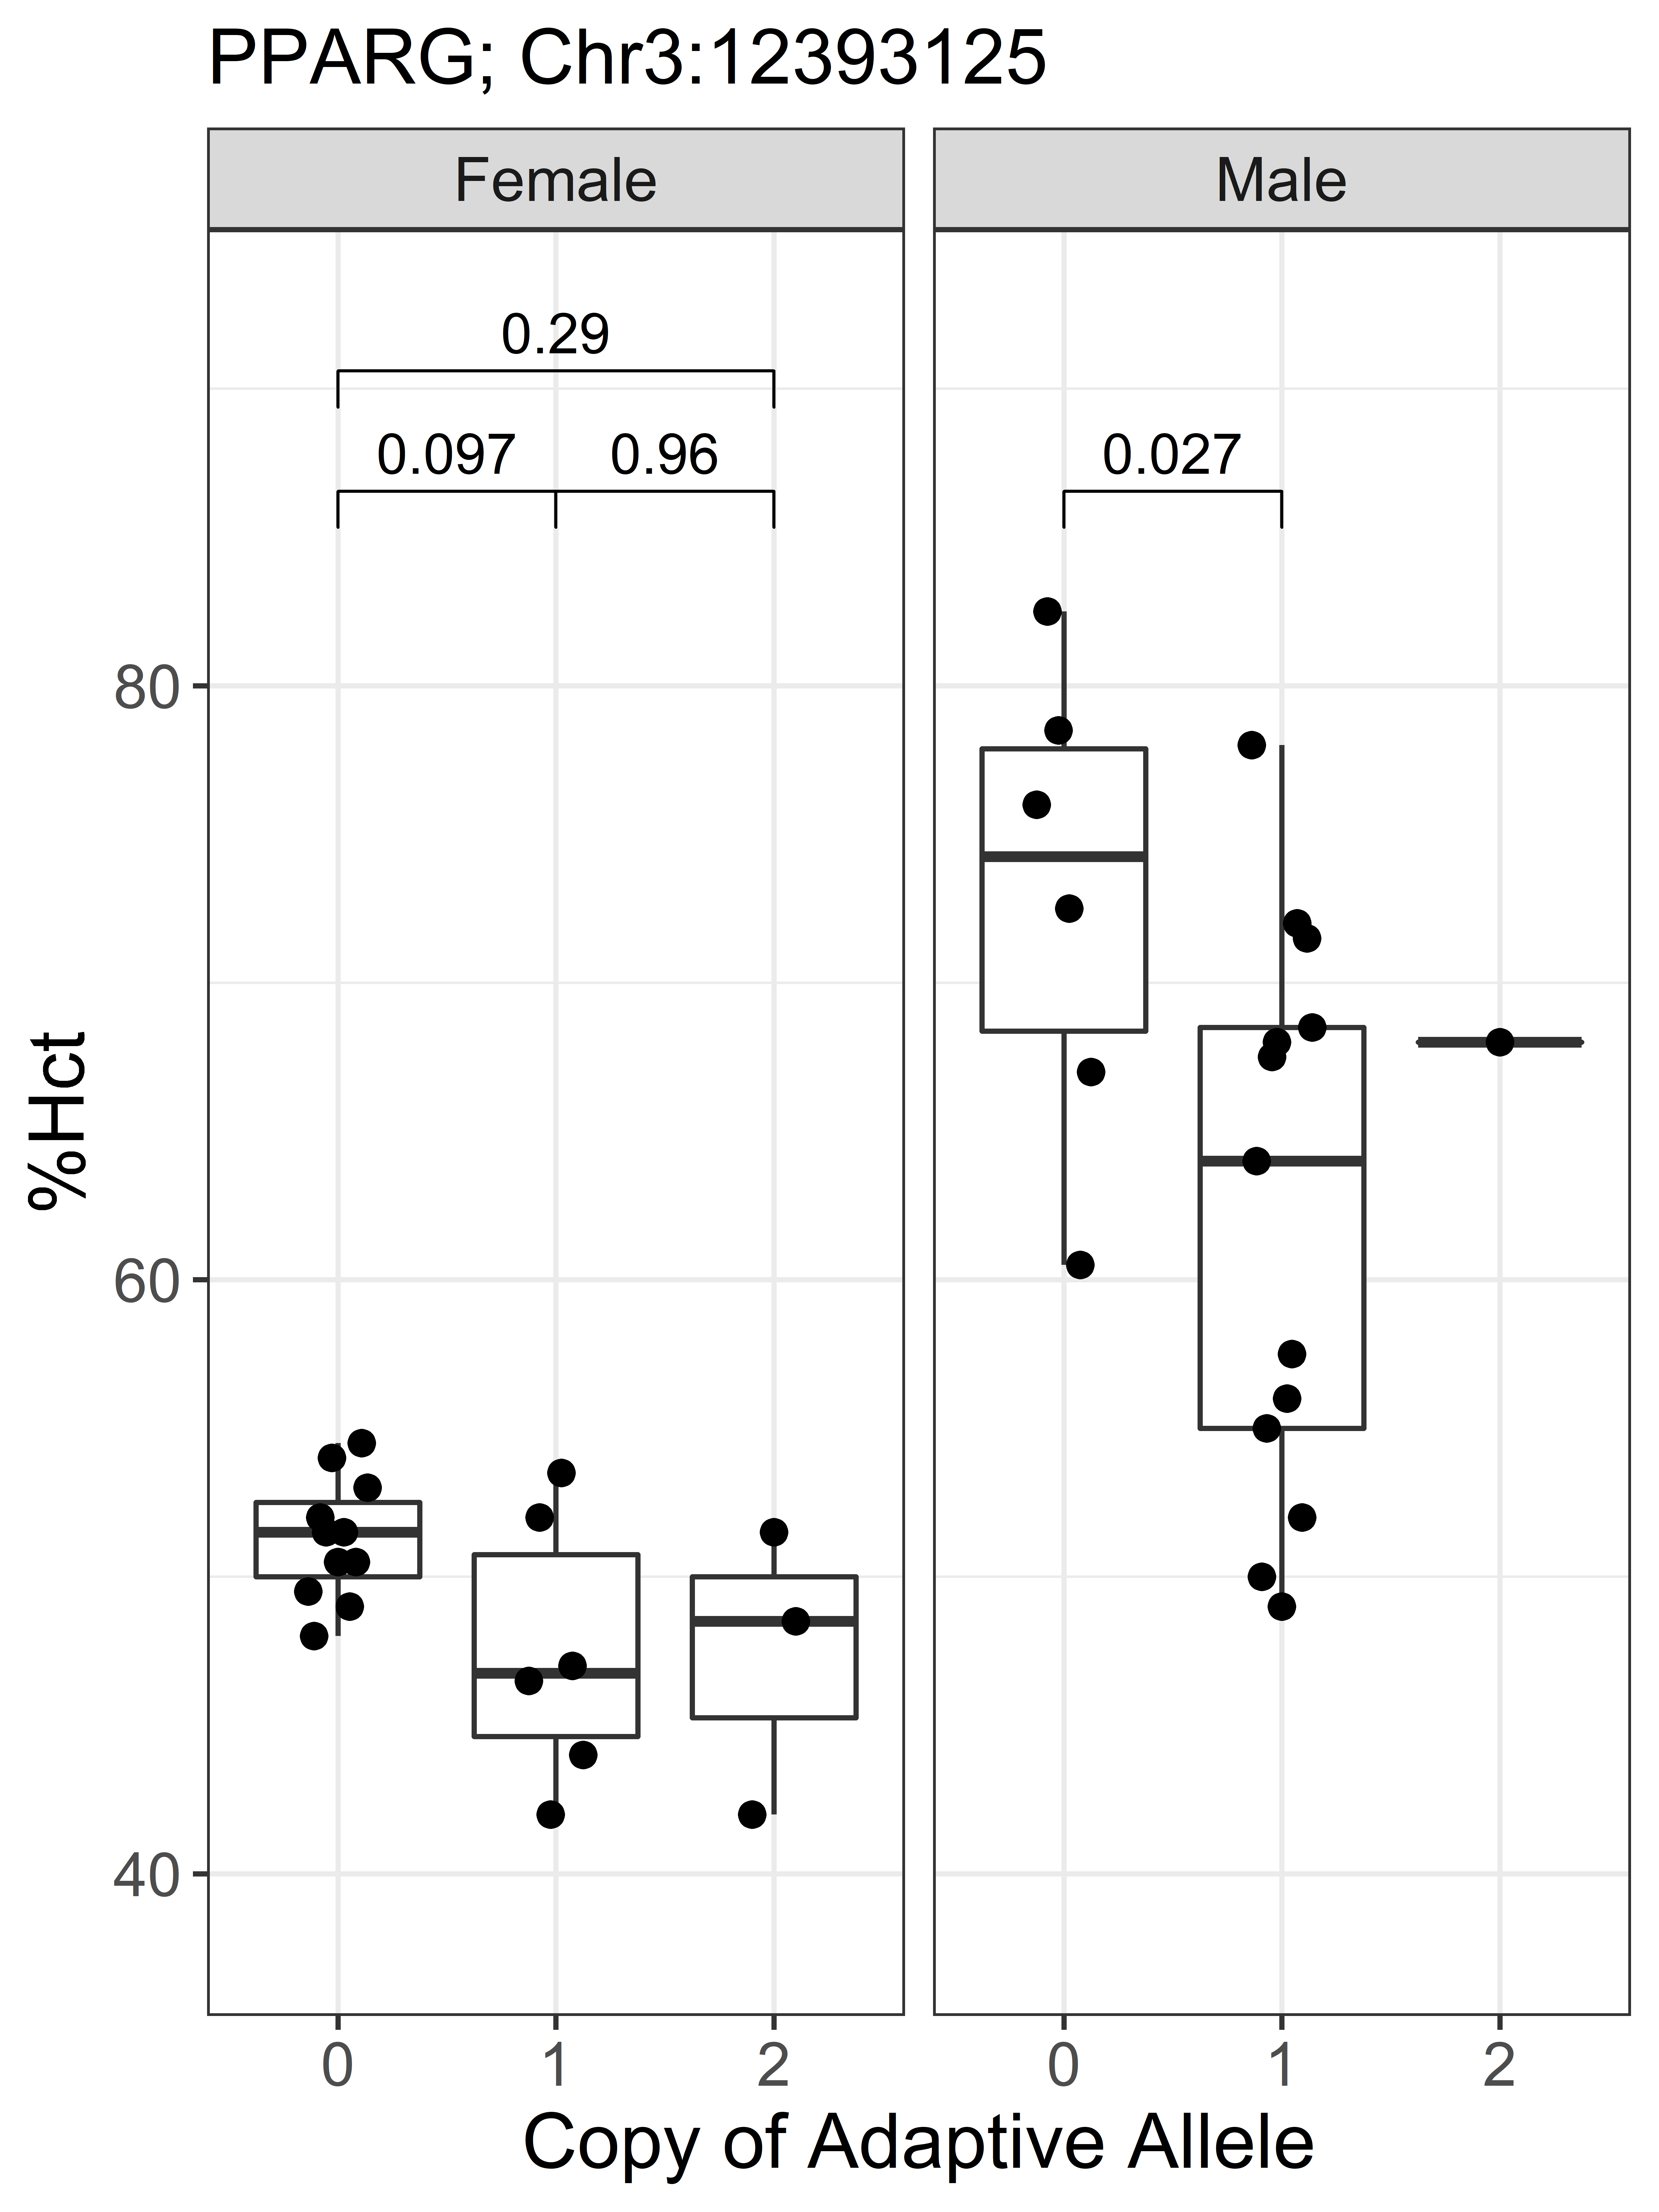 PPARG; Chr3:12393125
Female
Male
0.29
0.097
0.96
0.027
80
60
40
%Hct
0
1
2
0
1
2
Copy of Adaptive Allele